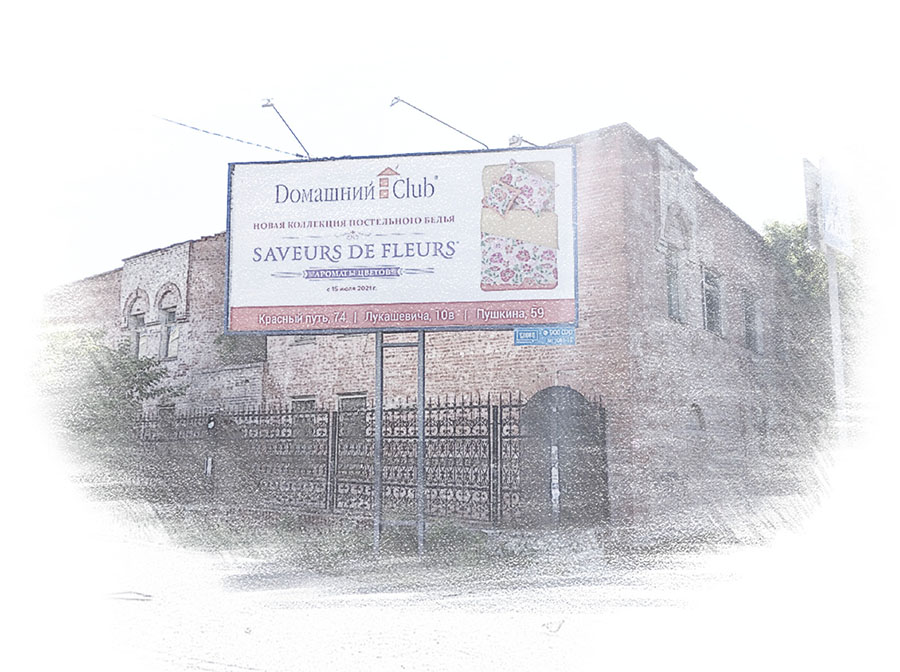 Dомашний Club®
НОВАЯ КОЛЛЕКЦИЯ ПОСТЕЛЬНОГО БЕЛЬЯ
SAVEURS DE FLEURS®
"АРОМАТЫ ЦВЕТОВ"
с 15 июля 2021 г.
Красный путь, 74 | Лукашевича, 10в | Пушкина, 59